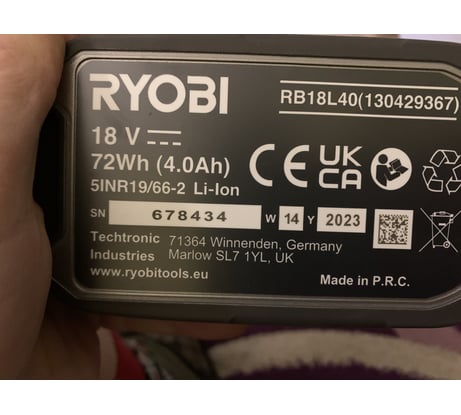 RYOBI
RB18L40(130429367)
18 V
72Wh (4.0Ah)
5INR19/66-2 Li-Ion
CE UK CA
SN 678434 W 14 Y 2023
Techtronic 71364 Winnenden, Germany
Industries Marlow SL7 1YL, UK
www.ryobitools.eu
Made in P.R.C.